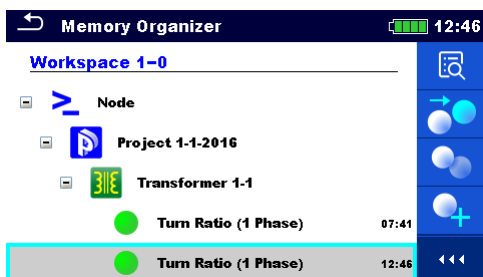 Memory Organizer 12:46
Workspace 1-0
Node
Project 1-1-2016
Transformer 1-1
Turn Ratio (1 Phase) 07:41
Turn Ratio (1 Phase) 12:46